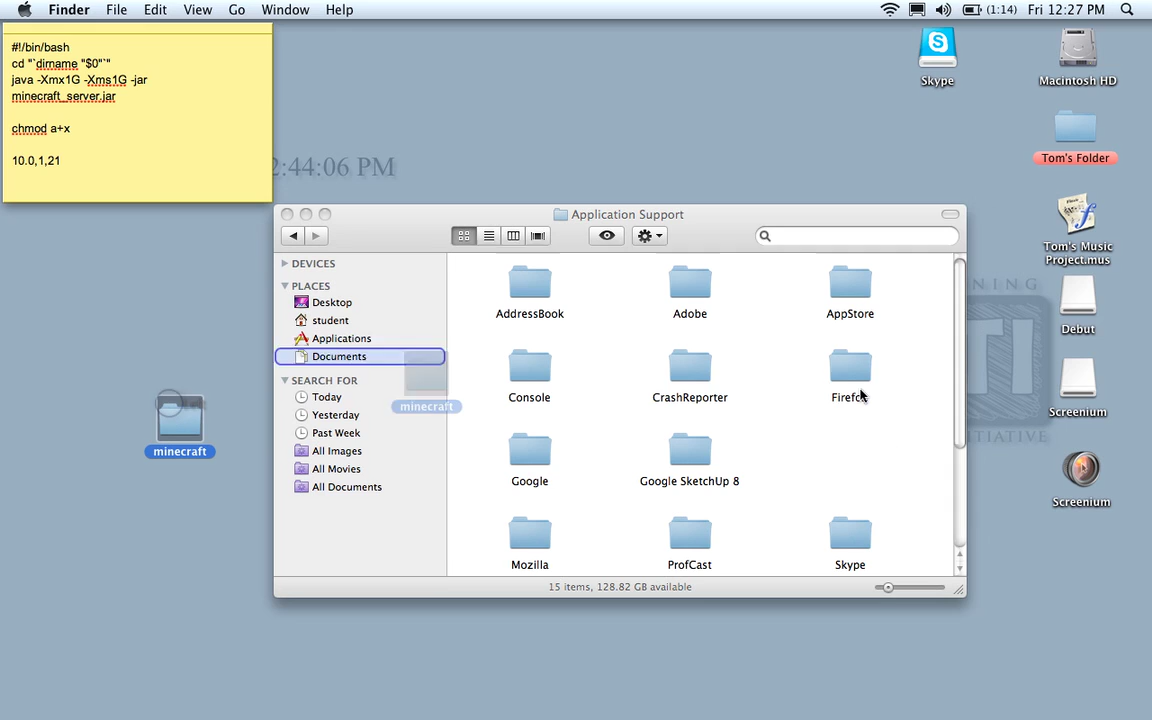 Finder File Edit View Go Window Help (1:14) Fri 12:27 PM
#!/bin/bash
cd "`dirname "$0"`"
java -Xmx1G -Xms1G -jar
minecraft_server.jar
chmod a+x
10.0,1,21
2:44:06 PM
Skype
Macintosh HD
Tom's Folder
Tom's Music
Project.mus
Debut
Screenium
Screenium
NING
TI
INITIATIVE
minecraft
Application Support
DEVICES
PLACES
Desktop
student
Applications
Documents
SEARCH FOR
Today
Yesterday
Past Week
All Images
All Movies
All Documents
minecraft
AddressBook Adobe AppStore
Console CrashReporter Firefox
Google Google SketchUp 8
Mozilla ProfCast Skype
15 items, 128.82 GB available